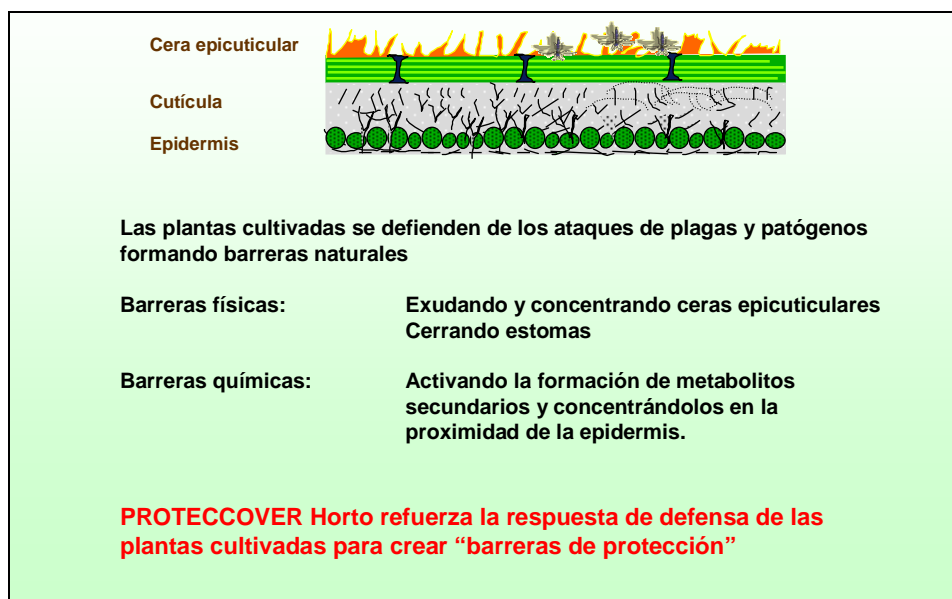 Cera epicuticular
Cutícula
Epidermis
Las plantas cultivadas se defienden de los ataques de plagas y patógenos
formando barreras naturales
Barreras físicas: Exudando y concentrando ceras epicuticulares
Cerrando estomas
Barreras químicas: Activando la formación de metabolitos
secundarios y concentrándolos en la
proximidad de la epidermis.
PROTECCOVER Horto refuerza la respuesta de defensa de las
plantas cultivadas para crear “barreras de protección”